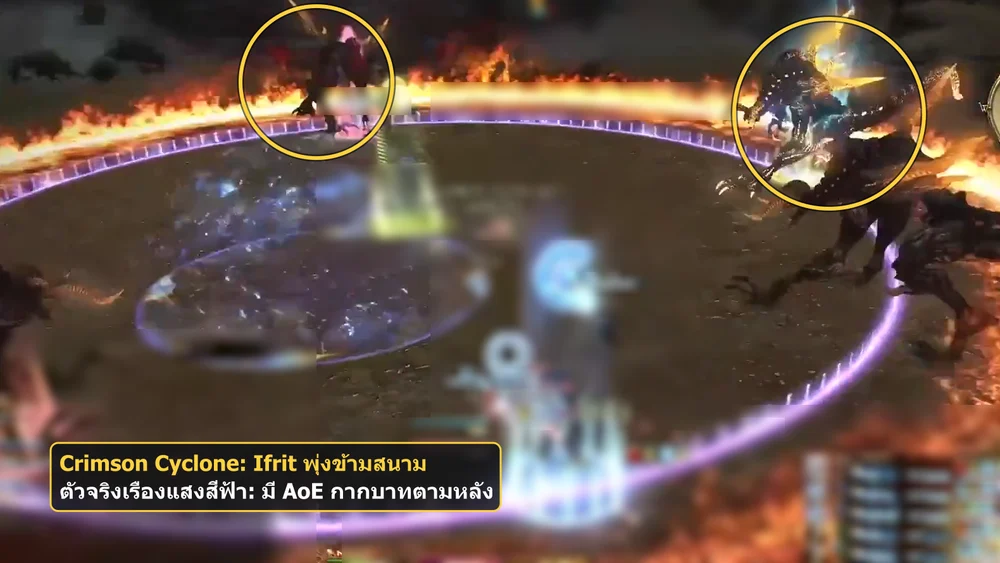 Crimson Cyclone: Ifrit พุ่งข้ามสนาม
ตัวจริงเรืองแสงสีฟ้า: มี AoE กากบาทตามหลัง